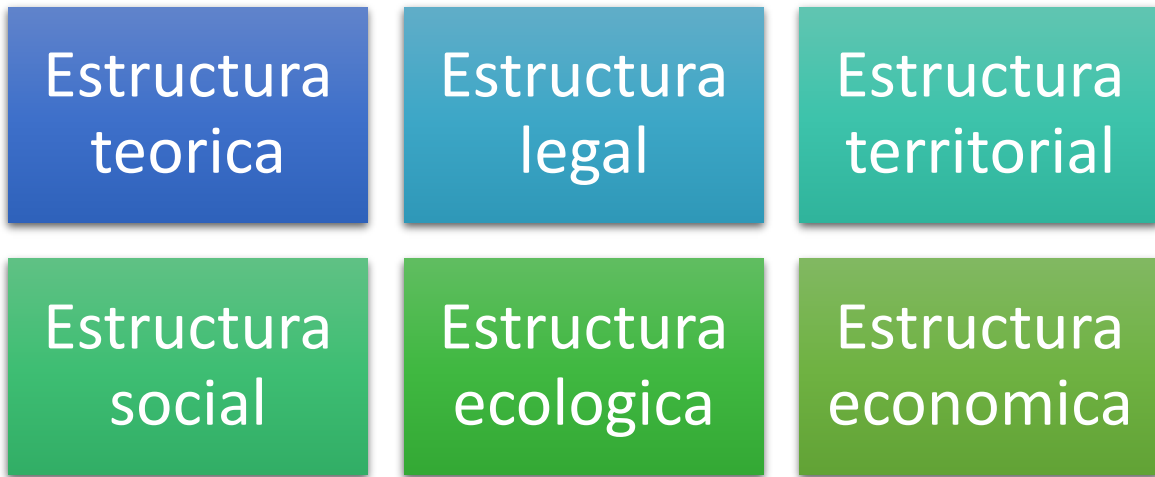 Estructura
teorica
Estructura
legal
Estructura
territorial
Estructura
social
Estructura
ecologica
Estructura
economica